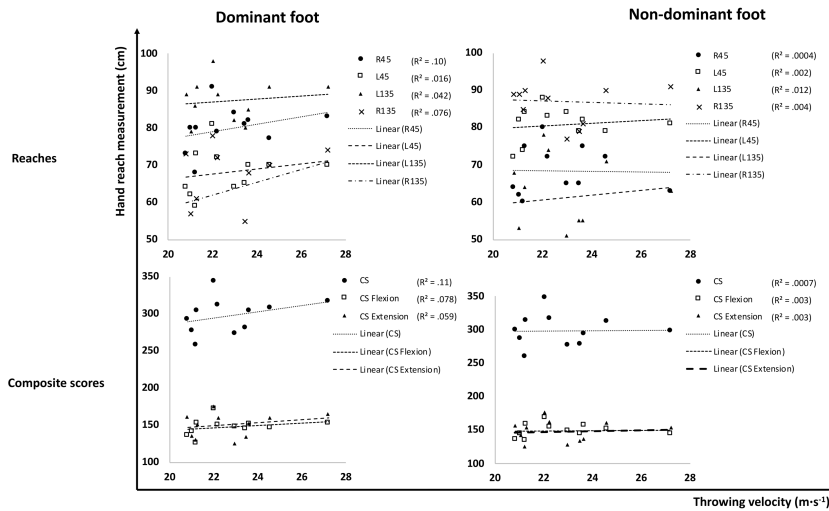 Dominant foot
Non-dominant foot
Hand reach measurement (cm)
Reaches
Composite scores
100
90
80
70
60
50
20 22 24 26 28
R45 (R² = .10)
L45 (R² = .016)
L135 (R² = .042)
R135 (R² = .076)
Linear (R45)
Linear (L45)
Linear (L135)
Linear (R135)
100
90
80
70
60
50
20 22 24 26 28
R45 (R² = .0004)
L45 (R² = .002)
L135 (R² = .012)
R135 (R² = .004)
Linear (R45)
Linear (L45)
Linear (L135)
Linear (R135)
350
300
250
200
150
100
20 22 24 26 28
CS (R² = .11)
CS Flexion (R² = .078)
CS Extension (R² = .059)
Linear (CS)
Linear (CS Flexion)
Linear (CS Extension)
350
300
250
200
150
100
20 22 24 26 28
CS (R² = .0007)
CS Flexion (R² = .003)
CS Extension (R² = .003)
Linear (CS)
Linear (CS Flexion)
Linear (CS Extension)
Throwing velocity (m·s⁻¹)